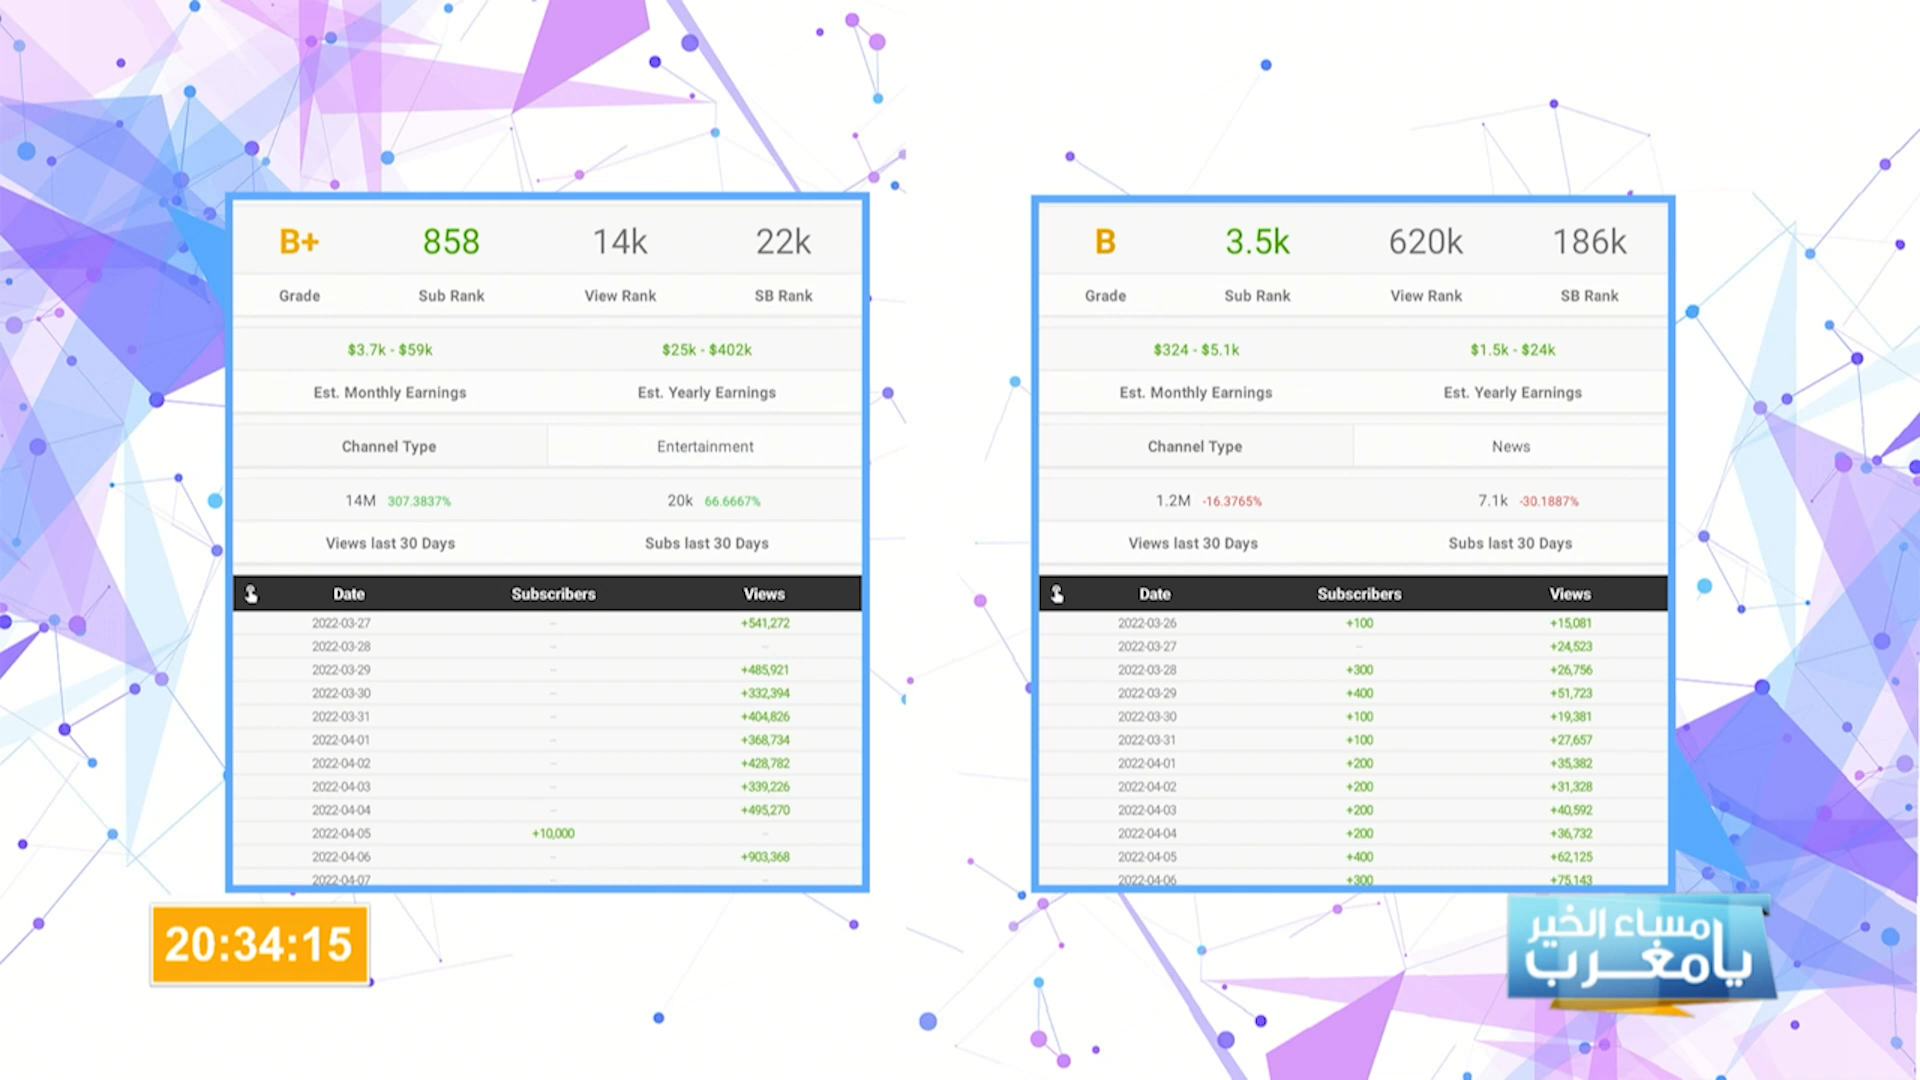 B+ 858 14k 22k
Grade Sub Rank View Rank SB Rank
$3.7k - $59k $25k - $402k
Est. Monthly Earnings Est. Yearly Earnings
Channel Type Entertainment
14M 307.3837% 20k 66.6667%
Views last 30 Days Subs last 30 Days
Date Subscribers Views
2022-03-27 -- +541,272
2022-03-28 -- --
2022-03-29 -- +485,921
2022-03-30 -- +332,394
2022-03-31 -- +404,826
2022-04-01 -- +368,734
2022-04-02 -- +428,782
2022-04-03 -- +339,226
2022-04-04 -- +495,270
2022-04-05 +10,000 --
2022-04-06 -- +903,368
2022-04-07 -- --
B 3.5k 620k 186k
Grade Sub Rank View Rank SB Rank
$324 - $5.1k $1.5k - $24k
Est. Monthly Earnings Est. Yearly Earnings
Channel Type News
1.2M -16.3765% 7.1k -30.1887%
Views last 30 Days Subs last 30 Days
Date Subscribers Views
2022-03-26 +100 +15,081
2022-03-27 -- +24,523
2022-03-28 +300 +26,756
2022-03-29 +400 +51,723
2022-03-30 +100 +19,381
2022-03-31 +100 +27,657
2022-04-01 +200 +35,382
2022-04-02 +200 +31,328
2022-04-03 +200 +40,592
2022-04-04 +200 +36,732
2022-04-05 +400 +62,125
2022-04-06 +300 +75,143
20:34:15
مساء الخير
يا مغرب